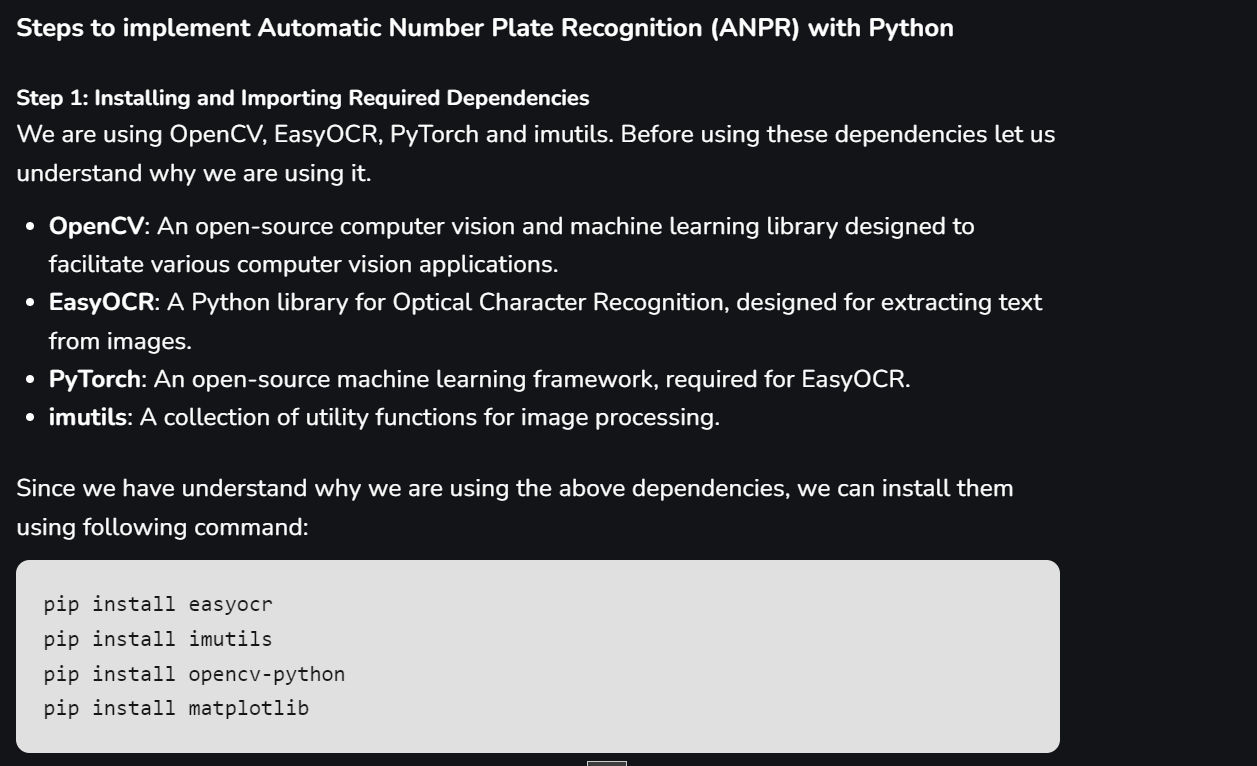 Steps to implement Automatic Number Plate Recognition (ANPR) with Python
Step 1: Installing and Importing Required Dependencies
We are using OpenCV, EasyOCR, PyTorch and imutils. Before using these dependencies let us
understand why we are using it.
• OpenCV: An open-source computer vision and machine learning library designed to
facilitate various computer vision applications.
• EasyOCR: A Python library for Optical Character Recognition, designed for extracting text
from images.
• PyTorch: An open-source machine learning framework, required for EasyOCR.
• imutils: A collection of utility functions for image processing.
Since we have understand why we are using the above dependencies, we can install them
using following command:
pip install easyocr
pip install imutils
pip install opencv-python
pip install matplotlib